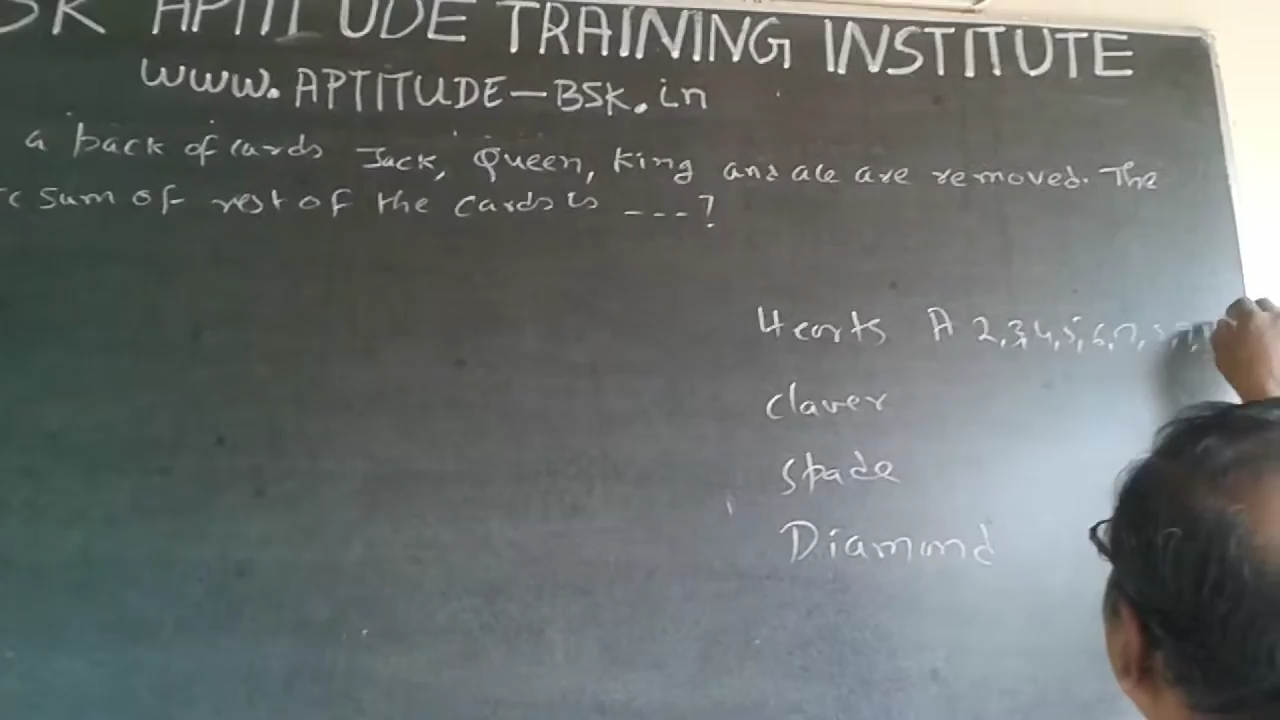 SK APTITUDE TRAINING INSTITUTE
www.APTITUDE-BSK.in
a pack of cards Jack, Queen, King and ace are removed. The
c sum of rest of the cards is ---?
Hearts A 2,3,4,5,6,7,
Claver
Spade
Diamond